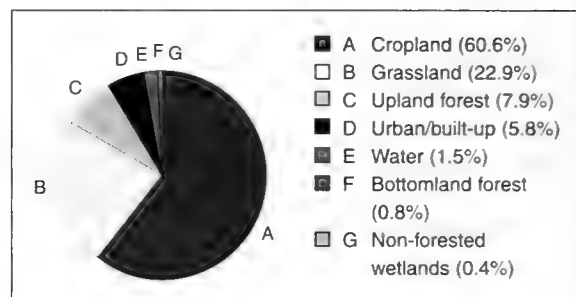 D E F G
C
B
A
A Cropland (60.6%)
B Grassland (22.9%)
C Upland forest (7.9%)
D Urban/built-up (5.8%)
E Water (1.5%)
F Bottomland forest
(0.8%)
G Non-forested
wetlands (0.4%)